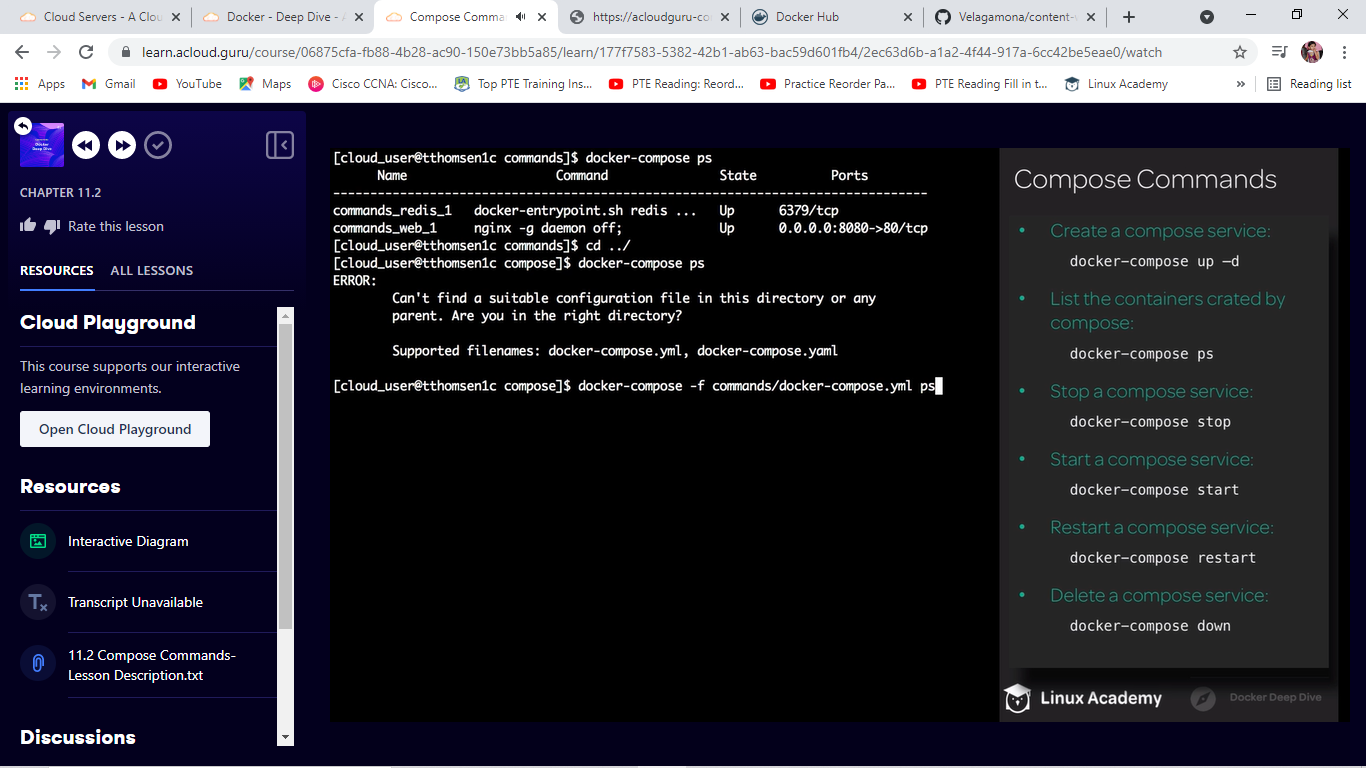 Cloud Servers - A Clou
Docker - Deep Dive - A
Compose Comma
https://acloudguru-co
Docker Hub
Velagamona/content-
learn.acloud.guru/course/06875cfa-fb88-4b28-ac90-150e73bb5a85/learn/177f7583-5382-42b1-ab63-bac59d601fb4/2ec63d6b-a1a2-4f44-917a-6cc42be5eae0/watch
Apps
Gmail
YouTube
Maps
Cisco CCNA: Cisco...
Top PTE Training Ins...
PTE Reading: Reord...
Practice Reorder Pa...
PTE Reading Fill in t...
Linux Academy
»
Reading list
Docker
Deep Dive
CHAPTER 11.2
Rate this lesson
RESOURCES
ALL LESSONS
Cloud Playground
This course supports our interactive
learning environments.
Open Cloud Playground
Resources
Interactive Diagram
Transcript Unavailable
11.2 Compose Commands-
Lesson Description.txt
Discussions
[cloud_user@tthomsen1c commands]$ docker-compose ps
Name Command State Ports
--------------------------------------------------------------------------------
commands_redis_1 docker-entrypoint.sh redis ... Up 6379/tcp
commands_web_1 nginx -g daemon off; Up 0.0.0.0:8080->80/tcp
[cloud_user@tthomsen1c commands]$ cd ../
[cloud_user@tthomsen1c compose]$ docker-compose ps
ERROR:
Can't find a suitable configuration file in this directory or any
parent. Are you in the right directory?
Supported filenames: docker-compose.yml, docker-compose.yaml
[cloud_user@tthomsen1c compose]$ docker-compose -f commands/docker-compose.yml ps
Compose Commands
• Create a compose service:
docker-compose up –d
• List the containers crated by
compose:
docker-compose ps
• Stop a compose service:
docker-compose stop
• Start a compose service:
docker-compose start
• Restart a compose service:
docker-compose restart
• Delete a compose service:
docker-compose down
Linux Academy
Docker Deep Dive